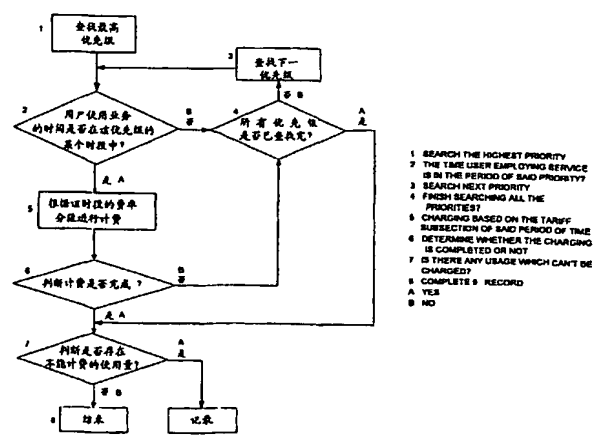 1 查找最高
优先级
3 查找下一
优先级
否 B
2 用户使用业务
的时间是否在该优先级的
某个时段中?
B
否
4 所有优先级
是否已查找完?
A
是
是 A
5 根据该时段的费率
分段进行计费
6 判断计费是否完成?
B
否
是 A
7 判断是否存在
不能计费的使用量?
A
是
否 B
8 结束
记录
1 SEARCH THE HIGHEST PRIORITY
2 THE TIME USER EMPLOYING SERVICE
IS IN THE PERIOD OF SAID PRIORITY?
3 SEARCH NEXT PRIORITY
4 FINISH SEARCHING ALL THE
PRIORITIES?
5 CHARGING BASED ON THE TARIFF
SUBSECTION OF SAID PERIOD OF TIME
6 DETERMINE WHETHER THE CHARGING
IS COMPLETED OR NOT
7 IS THERE ANY USAGE WHICH CAN'T BE
CHARGED?
8 COMPLETE 9 RECORD
A YES
B NO